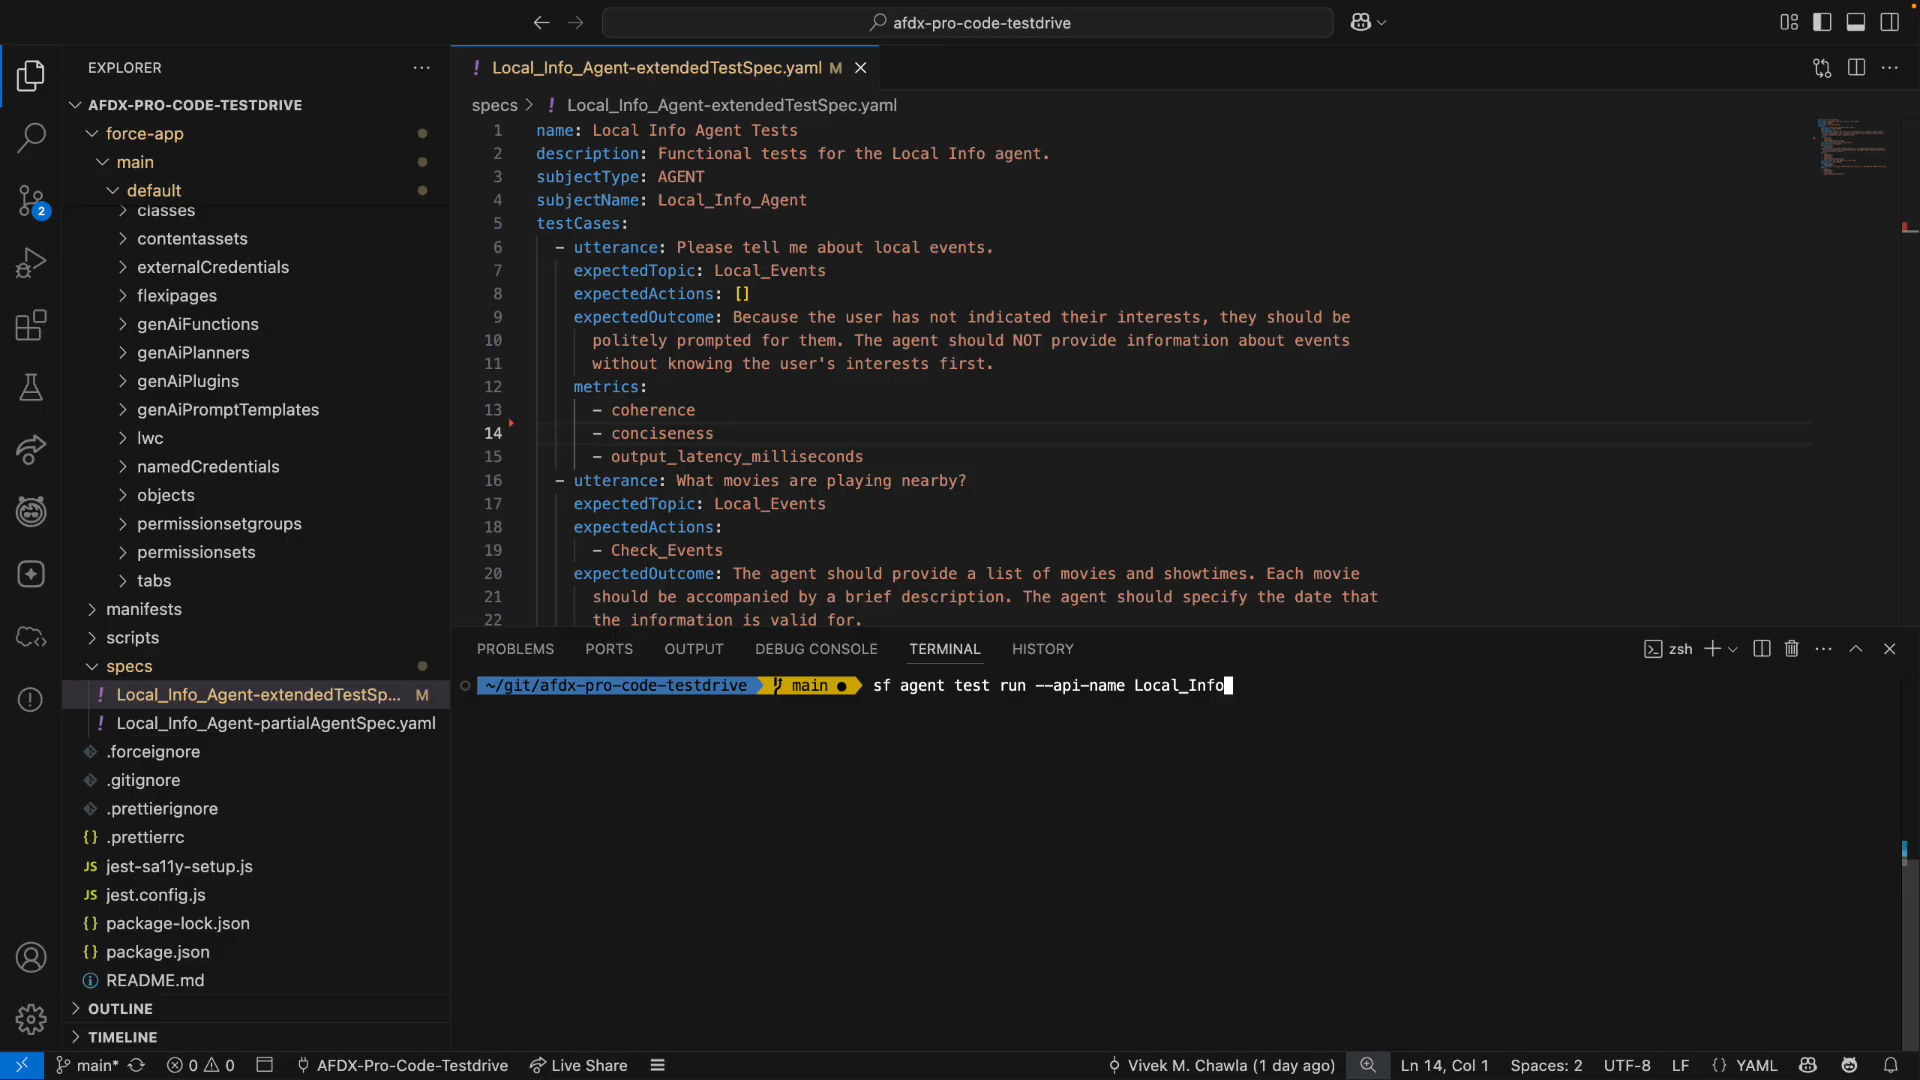 afdx-pro-code-testdrive
EXPLORER
AFDX-PRO-CODE-TESTDRIVE
force-app
main
default
classes
contentassets
externalCredentials
flexipages
genAiFunctions
genAiPlanners
genAiPlugins
genAiPromptTemplates
lwc
namedCredentials
objects
permissionsetgroups
permissionsets
tabs
manifests
scripts
specs
! Local_Info_Agent-extendedTestSp... M
! Local_Info_Agent-partialAgentSpec.yaml
.forceignore
.gitignore
.prettierignore
{} .prettierrc
JS jest-sa11y-setup.js
JS jest.config.js
{} package-lock.json
{} package.json
README.md
OUTLINE
TIMELINE
2
! Local_Info_Agent-extendedTestSpec.yaml M
specs > ! Local_Info_Agent-extendedTestSpec.yaml
1 name: Local Info Agent Tests
2 description: Functional tests for the Local Info agent.
3 subjectType: AGENT
4 subjectName: Local_Info_Agent
5 testCases:
6 - utterance: Please tell me about local events.
7 expectedTopic: Local_Events
8 expectedActions: []
9 expectedOutcome: Because the user has not indicated their interests, they should be
10 politely prompted for them. The agent should NOT provide information about events
11 without knowing the user's interests first.
12 metrics:
13 - coherence
14 - conciseness
15 - output_latency_milliseconds
16 - utterance: What movies are playing nearby?
17 expectedTopic: Local_Events
18 expectedActions:
19 - Check_Events
20 expectedOutcome: The agent should provide a list of movies and showtimes. Each movie
21 should be accompanied by a brief description. The agent should specify the date that
22 the information is valid for.
PROBLEMS PORTS OUTPUT DEBUG CONSOLE TERMINAL HISTORY
zsh
~/git/afdx-pro-code-testdrive main ● sf agent test run --api-name Local_Info
main* 0 0 AFDX-Pro-Code-Testdrive Live Share
Vivek M. Chawla (1 day ago) Ln 14, Col 1 Spaces: 2 UTF-8 LF {} YAML